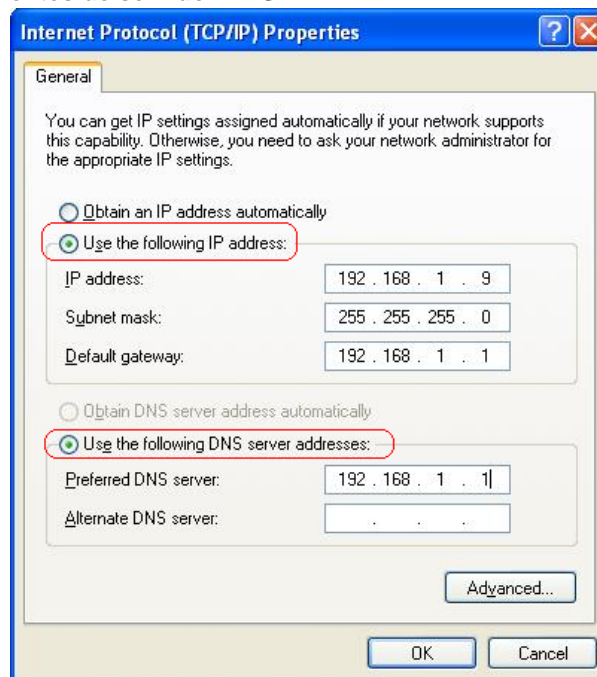 Internet Protocol (TCP/IP) Properties
General
You can get IP settings assigned automatically if your network supports
this capability. Otherwise, you need to ask your network administrator for
the appropriate IP settings.
Obtain an IP address automatically
Use the following IP address:
IP address: 192 . 168 . 1 . 9
Subnet mask: 255 . 255 . 255 . 0
Default gateway: 192 . 168 . 1 . 1
Obtain DNS server address automatically
Use the following DNS server addresses:
Preferred DNS server: 192 . 168 . 1 . 1
Alternate DNS server: . . .
Advanced...
OK Cancel